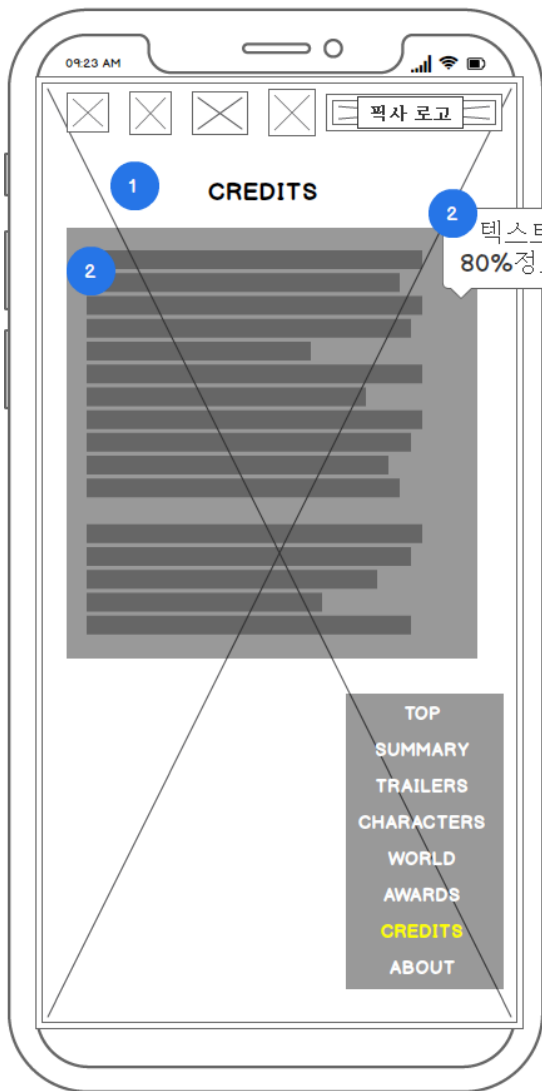 09:23 AM
픽사 로고
1
CREDITS
2
텍스트
80%정
2
TOP
SUMMARY
TRAILERS
CHARACTERS
WORLD
AWARDS
CREDITS
ABOUT